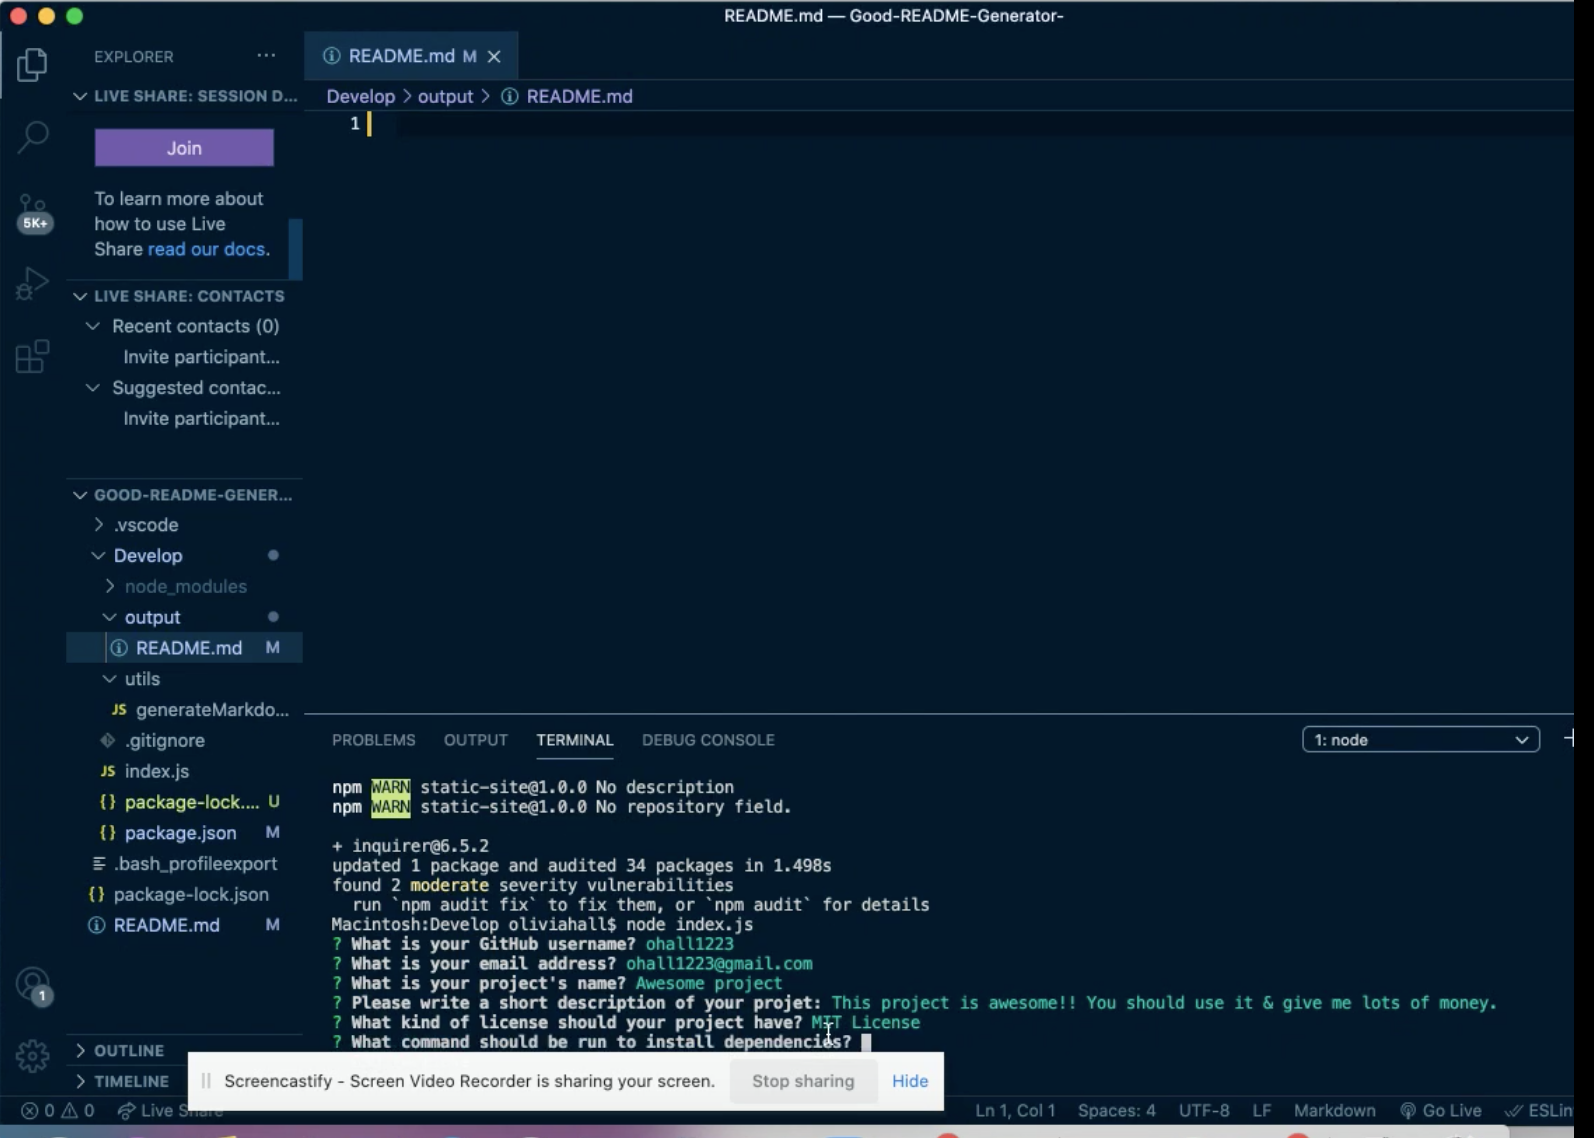 README.md — Good-README-Generator-
EXPLORER ···
README.md M ×
LIVE SHARE: SESSION D...
Develop > output > README.md
1
Join
To learn more about
how to use Live
Share read our docs.
5K+
LIVE SHARE: CONTACTS
Recent contacts (0)
Invite participant...
Suggested contac...
Invite participant...
GOOD-README-GENER...
.vscode
Develop
node_modules
output
README.md M
utils
JS generateMarkdo...
.gitignore
JS index.js
{} package-lock.... U
{} package.json M
.bash_profileexport
{} package-lock.json
README.md M
1
OUTLINE
TIMELINE
PROBLEMS OUTPUT TERMINAL DEBUG CONSOLE
1: node
npm WARN static-site@1.0.0 No description
npm WARN static-site@1.0.0 No repository field.
+ inquirer@6.5.2
updated 1 package and audited 34 packages in 1.498s
found 2 moderate severity vulnerabilities
run `npm audit fix` to fix them, or `npm audit` for details
Macintosh:Develop oliviahall$ node index.js
? What is your GitHub username? ohall1223
? What is your email address? ohall1223@gmail.com
? What is your project's name? Awesome project
? Please write a short description of your projet: This project is awesome!! You should use it & give me lots of money.
? What kind of license should your project have? MIT License
? What command should be run to install dependencies?
Screencastify - Screen Video Recorder is sharing your screen. Stop sharing Hide
0 0 Live Share Ln 1, Col 1 Spaces: 4 UTF-8 LF Markdown Go Live ESLin